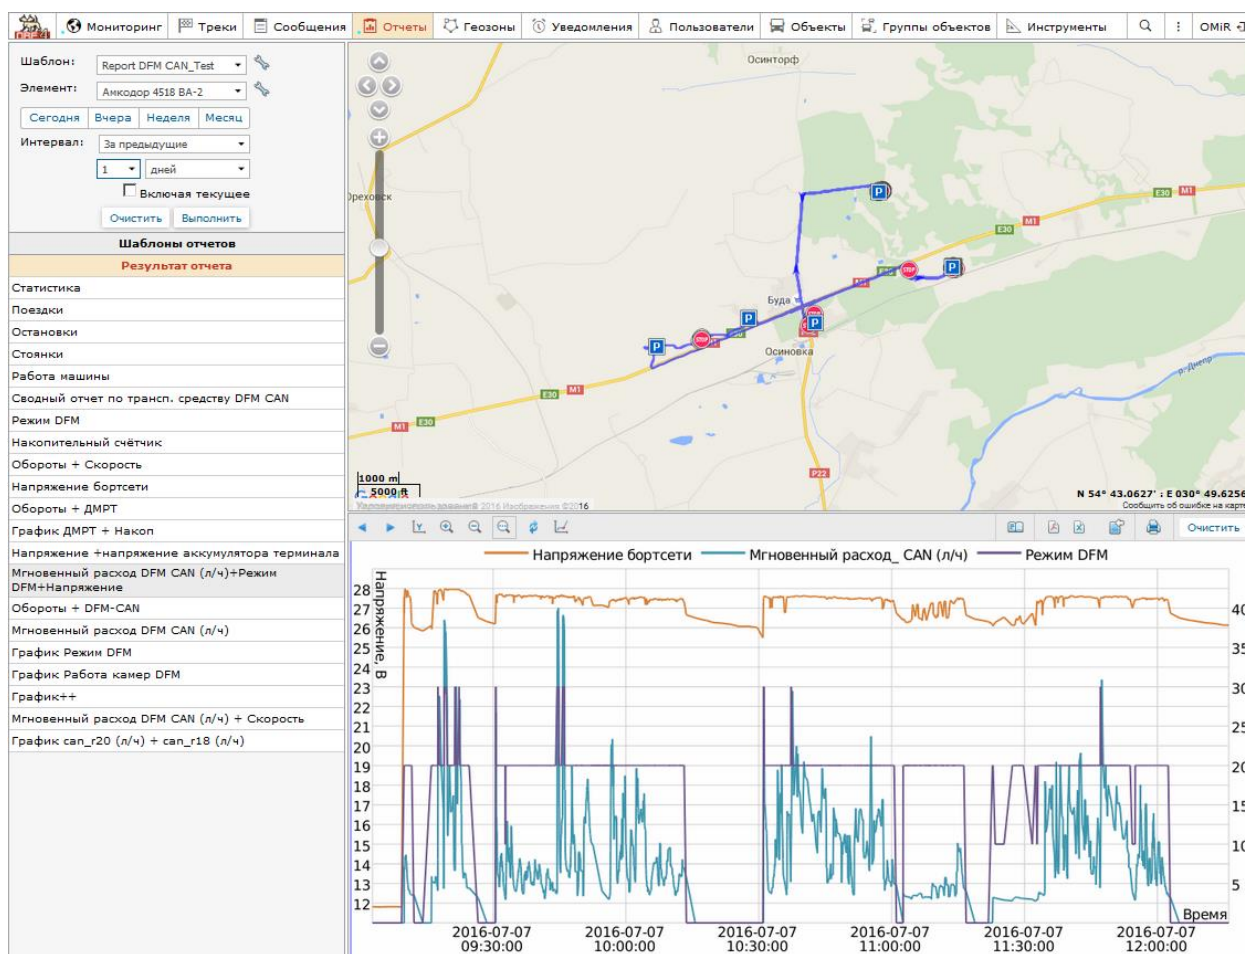 Мониторинг Треки Сообщения Отчеты Геозоны Уведомления Пользователи Объекты Группы объектов Инструменты OMiR
Шаблон: Report DFM CAN_Test
Элемент: Амкодор 4518 ВА-2
Сегодня Вчера Неделя Месяц
Интервал: За предыдущие
1 дней
Включая текущее
Очистить Выполнить
Шаблоны отчетов
Результат отчета
Статистика
Поездки
Остановки
Стоянки
Работа машины
Сводный отчет по трансп. средству DFM CAN
Режим DFM
Накопительный счётчик
Обороты + Скорость
Напряжение бортсети
Обороты + ДМРТ
График ДМРТ + Накоп
Напряжение +напряжение аккумулятора терминала
Мгновенный расход DFM CAN (л/ч)+Режим
DFM+Напряжение
Обороты + DFM-CAN
Мгновенный расход DFM CAN (л/ч)
График Режим DFM
График Работа камер DFM
График++
Мгновенный расход DFM CAN (л/ч) + Скорость
График can_r20 (л/ч) + can_r18 (л/ч)
Осинторф
Ореховск
E30 M1
M1
E30
P
P
STOP
Буда
P
P
P
STOP
Осиновка
E30 M1
M1 E30
P22
р. Днепр
1000 m
5000 ft
N 54° 43.0627' : E 030° 49.6256
Сообщить об ошибке на карте
Очистить
Напряжение бортсети Мгновенный расход_ CAN (л/ч) Режим DFM
Напряжение, В
28
27
26
25
24
23
22
21
20
19
18
17
16
15
14
13
12
40
35
30
25
20
15
10
5
Время
2016-07-07 2016-07-07 2016-07-07 2016-07-07 2016-07-07 2016-07-07
09:30:00 10:00:00 10:30:00 11:00:00 11:30:00 12:00:00